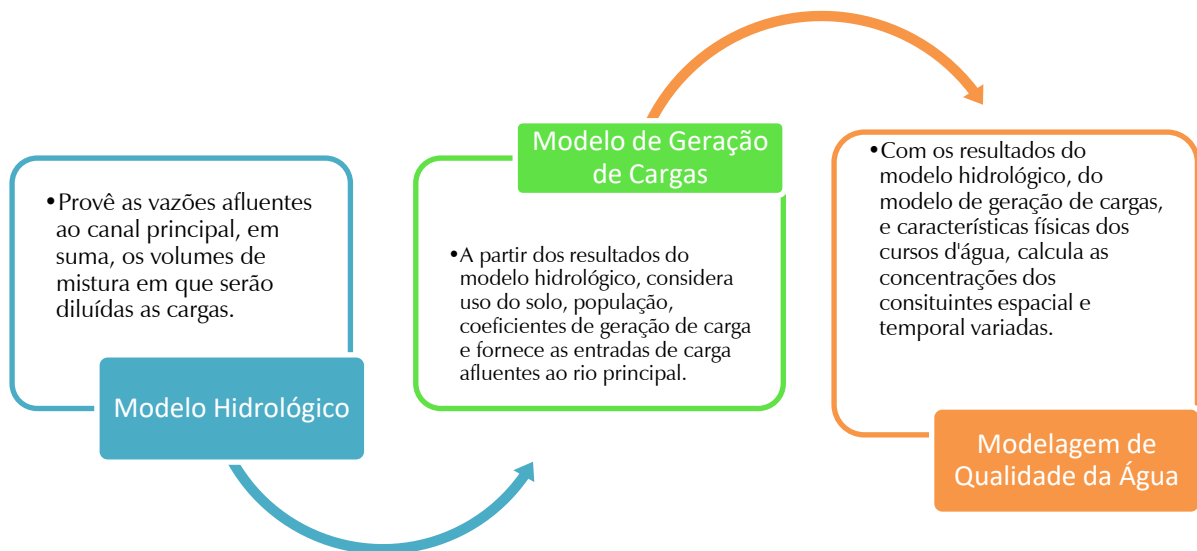 •Provê as vazões afluentes
ao canal principal, em
suma, os volumes de
mistura em que serão
diluídas as cargas.
Modelo Hidrológico
Modelo de Geração
de Cargas
•A partir dos resultados do
modelo hidrológico, considera
uso do solo, população,
coeficientes de geração de carga
e fornece as entradas de carga
afluentes ao rio principal.
•Com os resultados do
modelo hidrológico, do
modelo de geração de cargas,
e características físicas dos
cursos d'água, calcula as
concentrações dos
consituintes espacial e
temporal variadas.
Modelagem de
Qualidade da Água